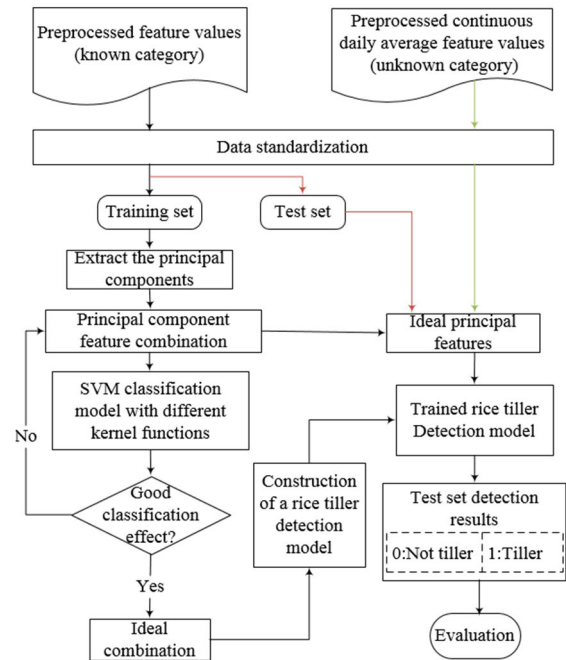 Preprocessed feature values
(known category)
Preprocessed continuous
daily average feature values
(unknown category)
Data standardization
Training set
Test set
Extract the principal
components
Principal component
feature combination
Ideal principal
features
SVM classification
model with different
kernel functions
No
Trained rice tiller
Detection model
Construction
of a rice tiller
detection
model
Good
classification
effect?
Test set detection
results
0:Not tiller
1:Tiller
Yes
Ideal
combination
Evaluation